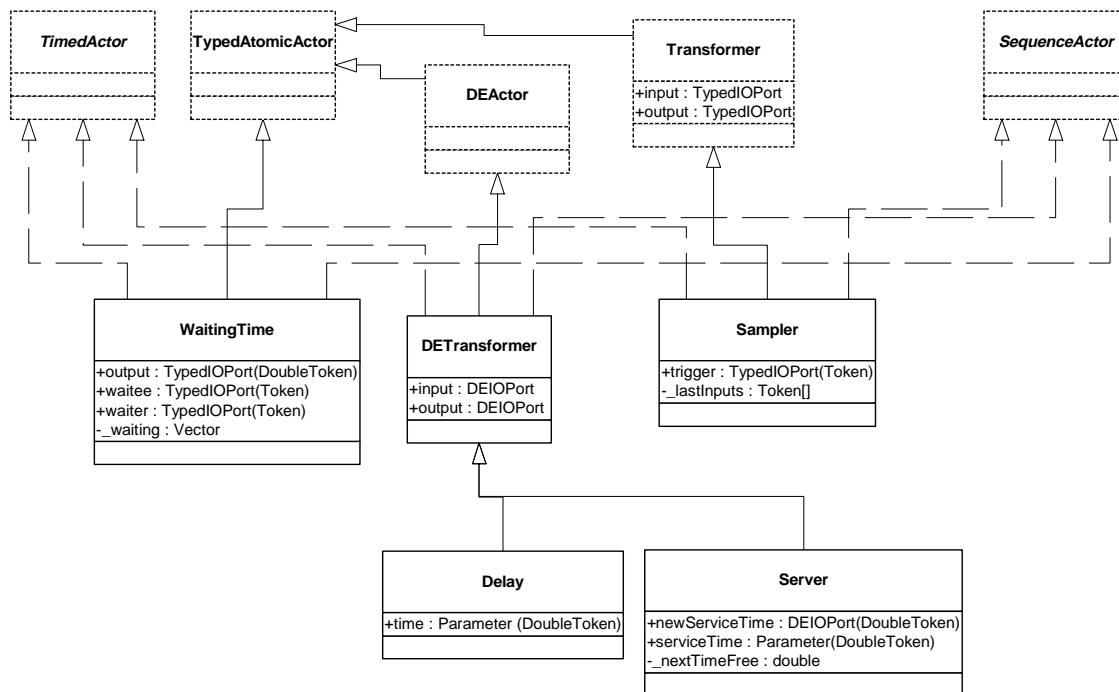 TimedActor
TypedAtomicActor
Transformer
+input : TypedIOPort
+output : TypedIOPort
SequenceActor
DEActor
WaitingTime
+output : TypedIOPort(DoubleToken)
+waitee : TypedIOPort(Token)
+waiter : TypedIOPort(Token)
-_waiting : Vector
DETransformer
+input : DEIOPort
+output : DEIOPort
Sampler
+trigger : TypedIOPort(Token)
-_lastInputs : Token[]
Delay
+time : Parameter (DoubleToken)
Server
+newServiceTime : DEIOPort(DoubleToken)
+serviceTime : Parameter(DoubleToken)
-_nextTimeFree : double